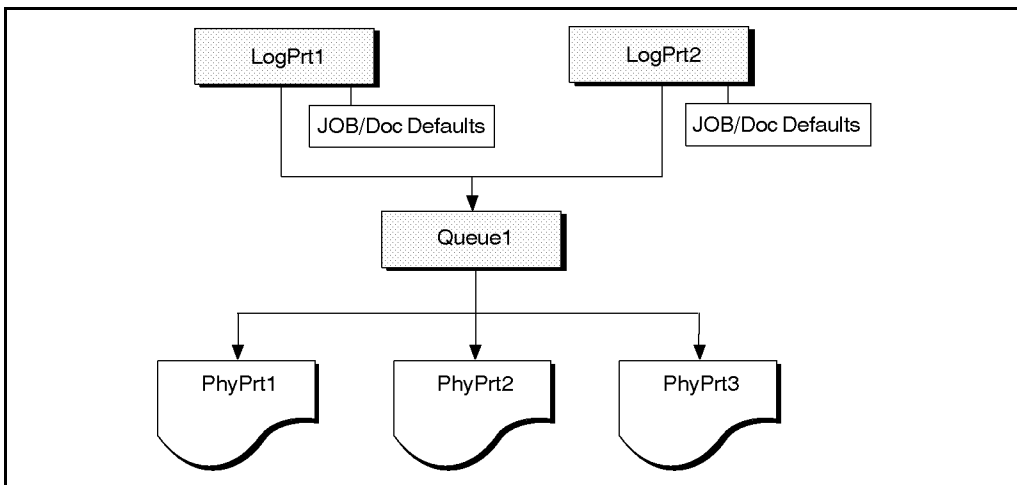 LogPrt1
LogPrt2
JOB/Doc Defaults
JOB/Doc Defaults
Queue1
PhyPrt1
PhyPrt2
PhyPrt3